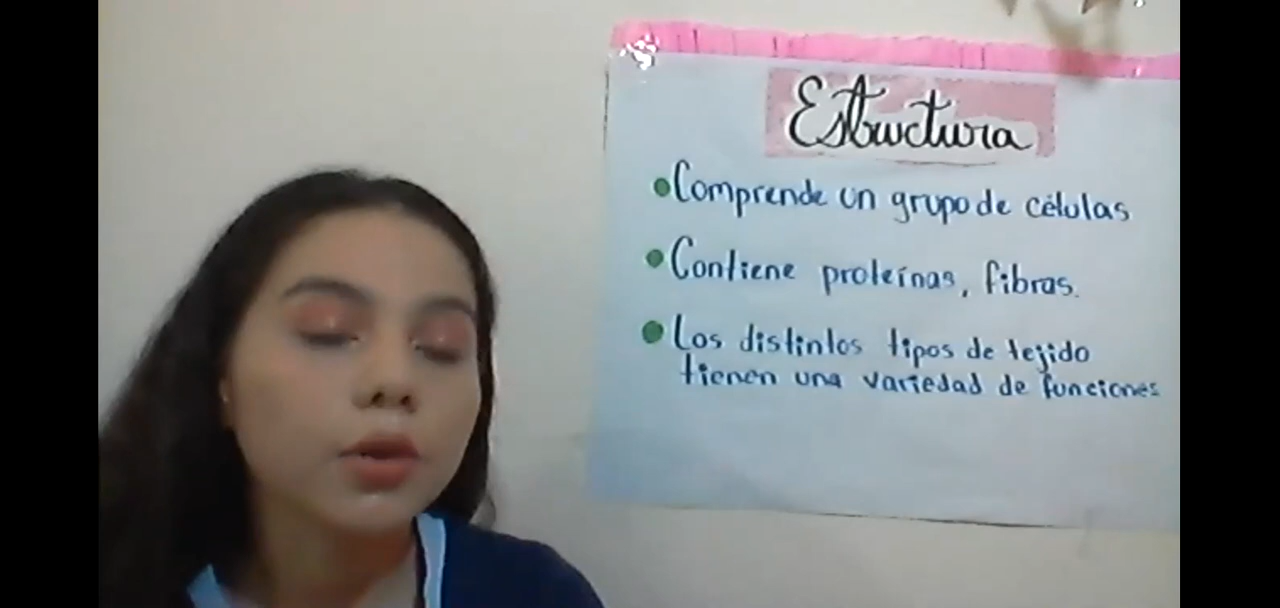 Estructura
•Comprende un grupo de células
•Contiene proteínas, fibras.
•Los distintos tipos de tejido
tienen una variedad de funciones